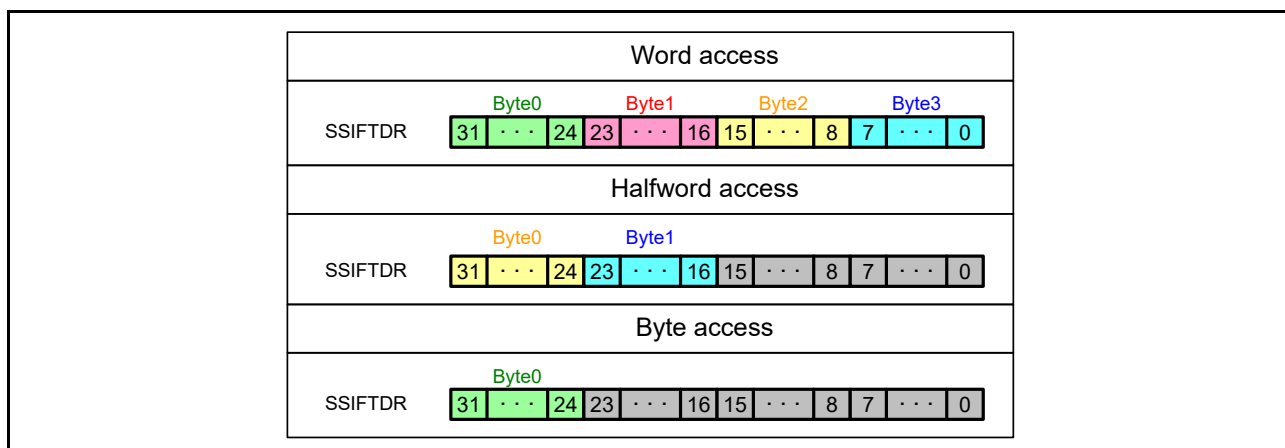 Word access
Byte0 Byte1 Byte2 Byte3
SSIFTDR 31 ··· 24 23 ··· 16 15 ··· 8 7 ··· 0
Halfword access
Byte0 Byte1
SSIFTDR 31 ··· 24 23 ··· 16 15 ··· 8 7 ··· 0
Byte access
Byte0
SSIFTDR 31 ··· 24 23 ··· 16 15 ··· 8 7 ··· 0